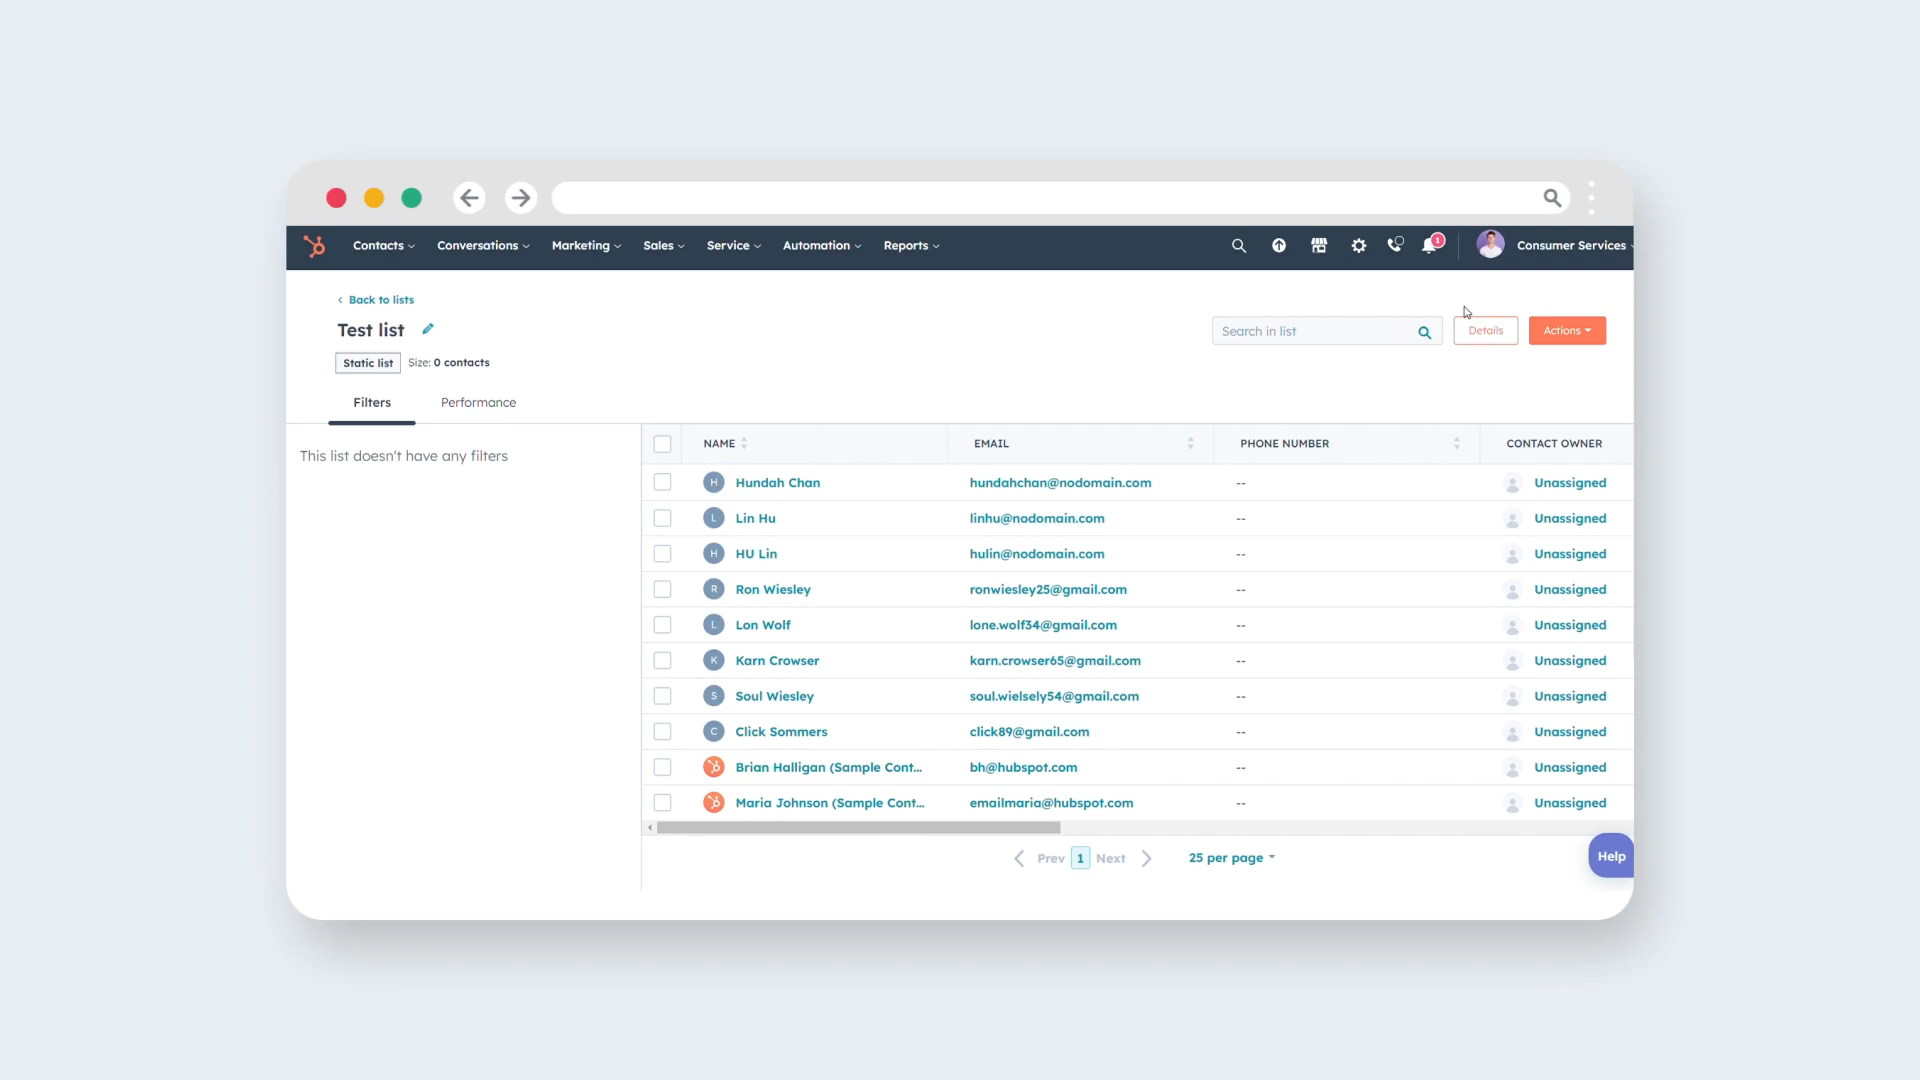 Contacts Conversations Marketing Sales Service Automation Reports 1 Consumer Services
Back to lists
Test list
Search in list Details Actions
Static list Size: 0 contacts
Filters Performance
This list doesn't have any filters
NAME EMAIL PHONE NUMBER CONTACT OWNER
H Hundah Chan hundahchan@nodomain.com -- Unassigned
L Lin Hu linhu@nodomain.com -- Unassigned
H HU Lin hulin@nodomain.com -- Unassigned
R Ron Wiesley ronwiesley25@gmail.com -- Unassigned
L Lon Wolf lone.wolf34@gmail.com -- Unassigned
K Karn Crowser karn.crowser65@gmail.com -- Unassigned
S Soul Wiesley soul.wielsely54@gmail.com -- Unassigned
C Click Sommers click89@gmail.com -- Unassigned
Brian Halligan (Sample Cont... bh@hubspot.com -- Unassigned
Maria Johnson (Sample Cont... emailmaria@hubspot.com -- Unassigned
Prev 1 Next 25 per page
Help